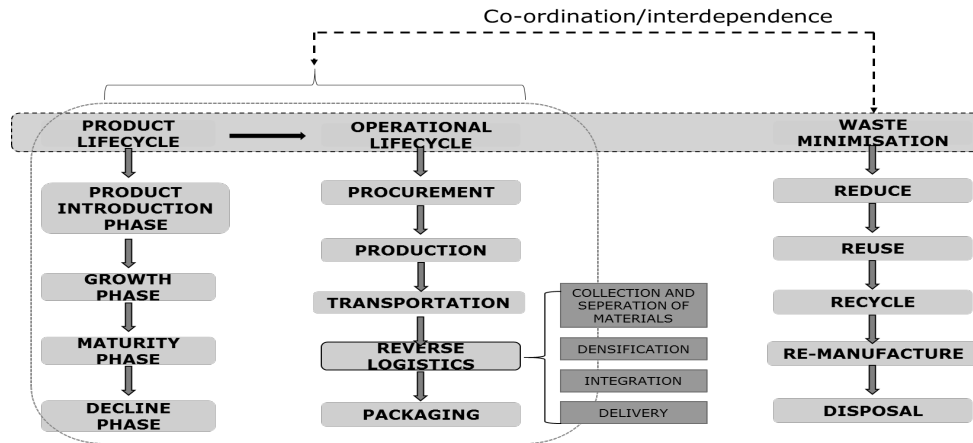 Co-ordination/interdependence
PRODUCT
LIFECYCLE
OPERATIONAL
LIFECYCLE
WASTE
MINIMISATION
PRODUCT
INTRODUCTION
PHASE
GROWTH
PHASE
MATURITY
PHASE
DECLINE
PHASE
PROCUREMENT
PRODUCTION
TRANSPORTATION
REVERSE
LOGISTICS
PACKAGING
COLLECTION AND
SEPERATION OF
MATERIALS
DENSIFICATION
INTEGRATION
DELIVERY
REDUCE
REUSE
RECYCLE
RE-MANUFACTURE
DISPOSAL